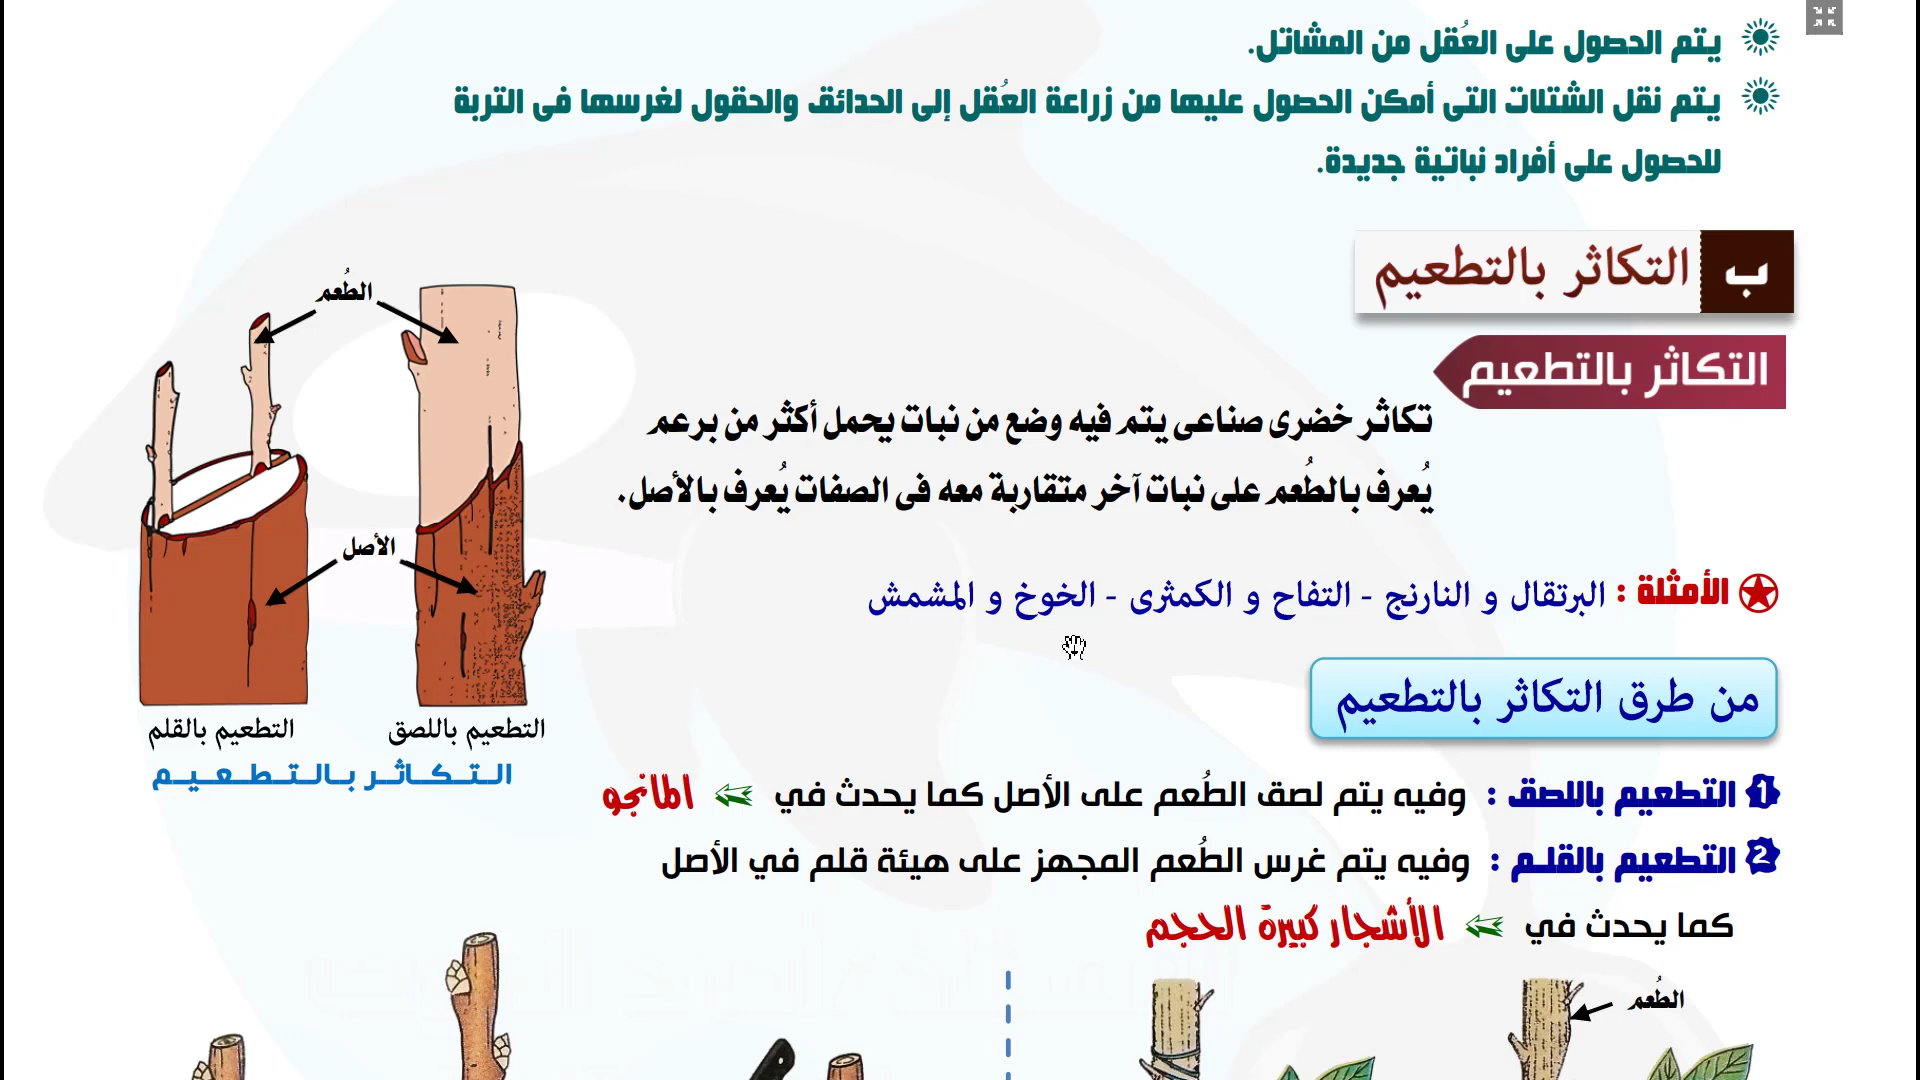 يتم الحصول على العُقل من المشاتل.
يتم نقل الشتلات التى أمكن الحصول عليها من زراعة العُقل إلى الحدائق والحقول لغرسها فى التربة
للحصول على أفراد نباتية جديدة.
ب التكاثر بالتطعيم
التكاثر بالتطعيم
تكاثر خضرى صناعى يتم فيه وضع من نبات يحمل أكثر من برعم
يُعرف بالطُعم على نبات آخر متقاربة معه فى الصفات يُعرف بالأصل.
الأمثلة : البرتقال و النارنج - التفاح و الكمثرى - الخوخ و المشمش
الطُعم
الأصل
التطعيم باللصق
التطعيم بالقلم
التكاثر بالتطعيم
من طرق التكاثر بالتطعيم
1 التطعيم باللصق : وفيه يتم لصق الطُعم على الأصل كما يحدث في المانجو
2 التطعيم بالقلم : وفيه يتم غرس الطُعم المجهز على هيئة قلم في الأصل
كما يحدث في الأشجار كبيرة الحجم
الطُعم